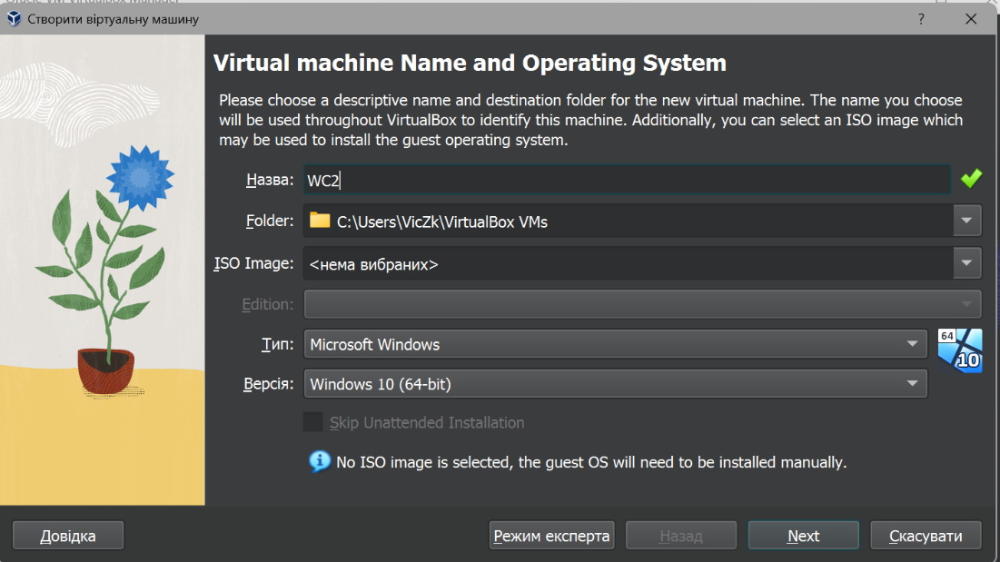 Створити віртуальну машину
?
Virtual machine Name and Operating System
Please choose a descriptive name and destination folder for the new virtual machine. The name you choose
will be used throughout VirtualBox to identify this machine. Additionally, you can select an ISO image which
may be used to install the guest operating system.
Назва: WC2
Folder: C:\Users\VicZk\VirtualBox VMs
ISO Image: <нема вибраних>
Edition:
Тип: Microsoft Windows
64
10
Версія: Windows 10 (64-bit)
Skip Unattended Installation
No ISO image is selected, the guest OS will need to be installed manually.
Довідка Режим експерта Назад Next Скасувати